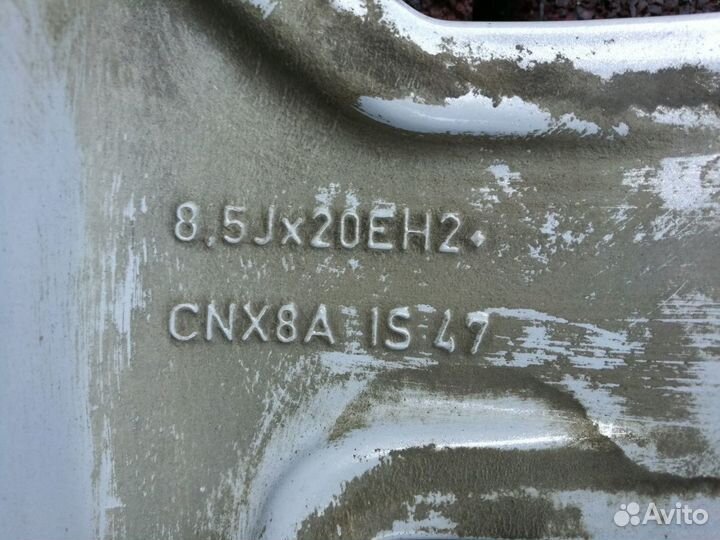 8,5Jx20EH2◆
CNX8A IS 47
Avito